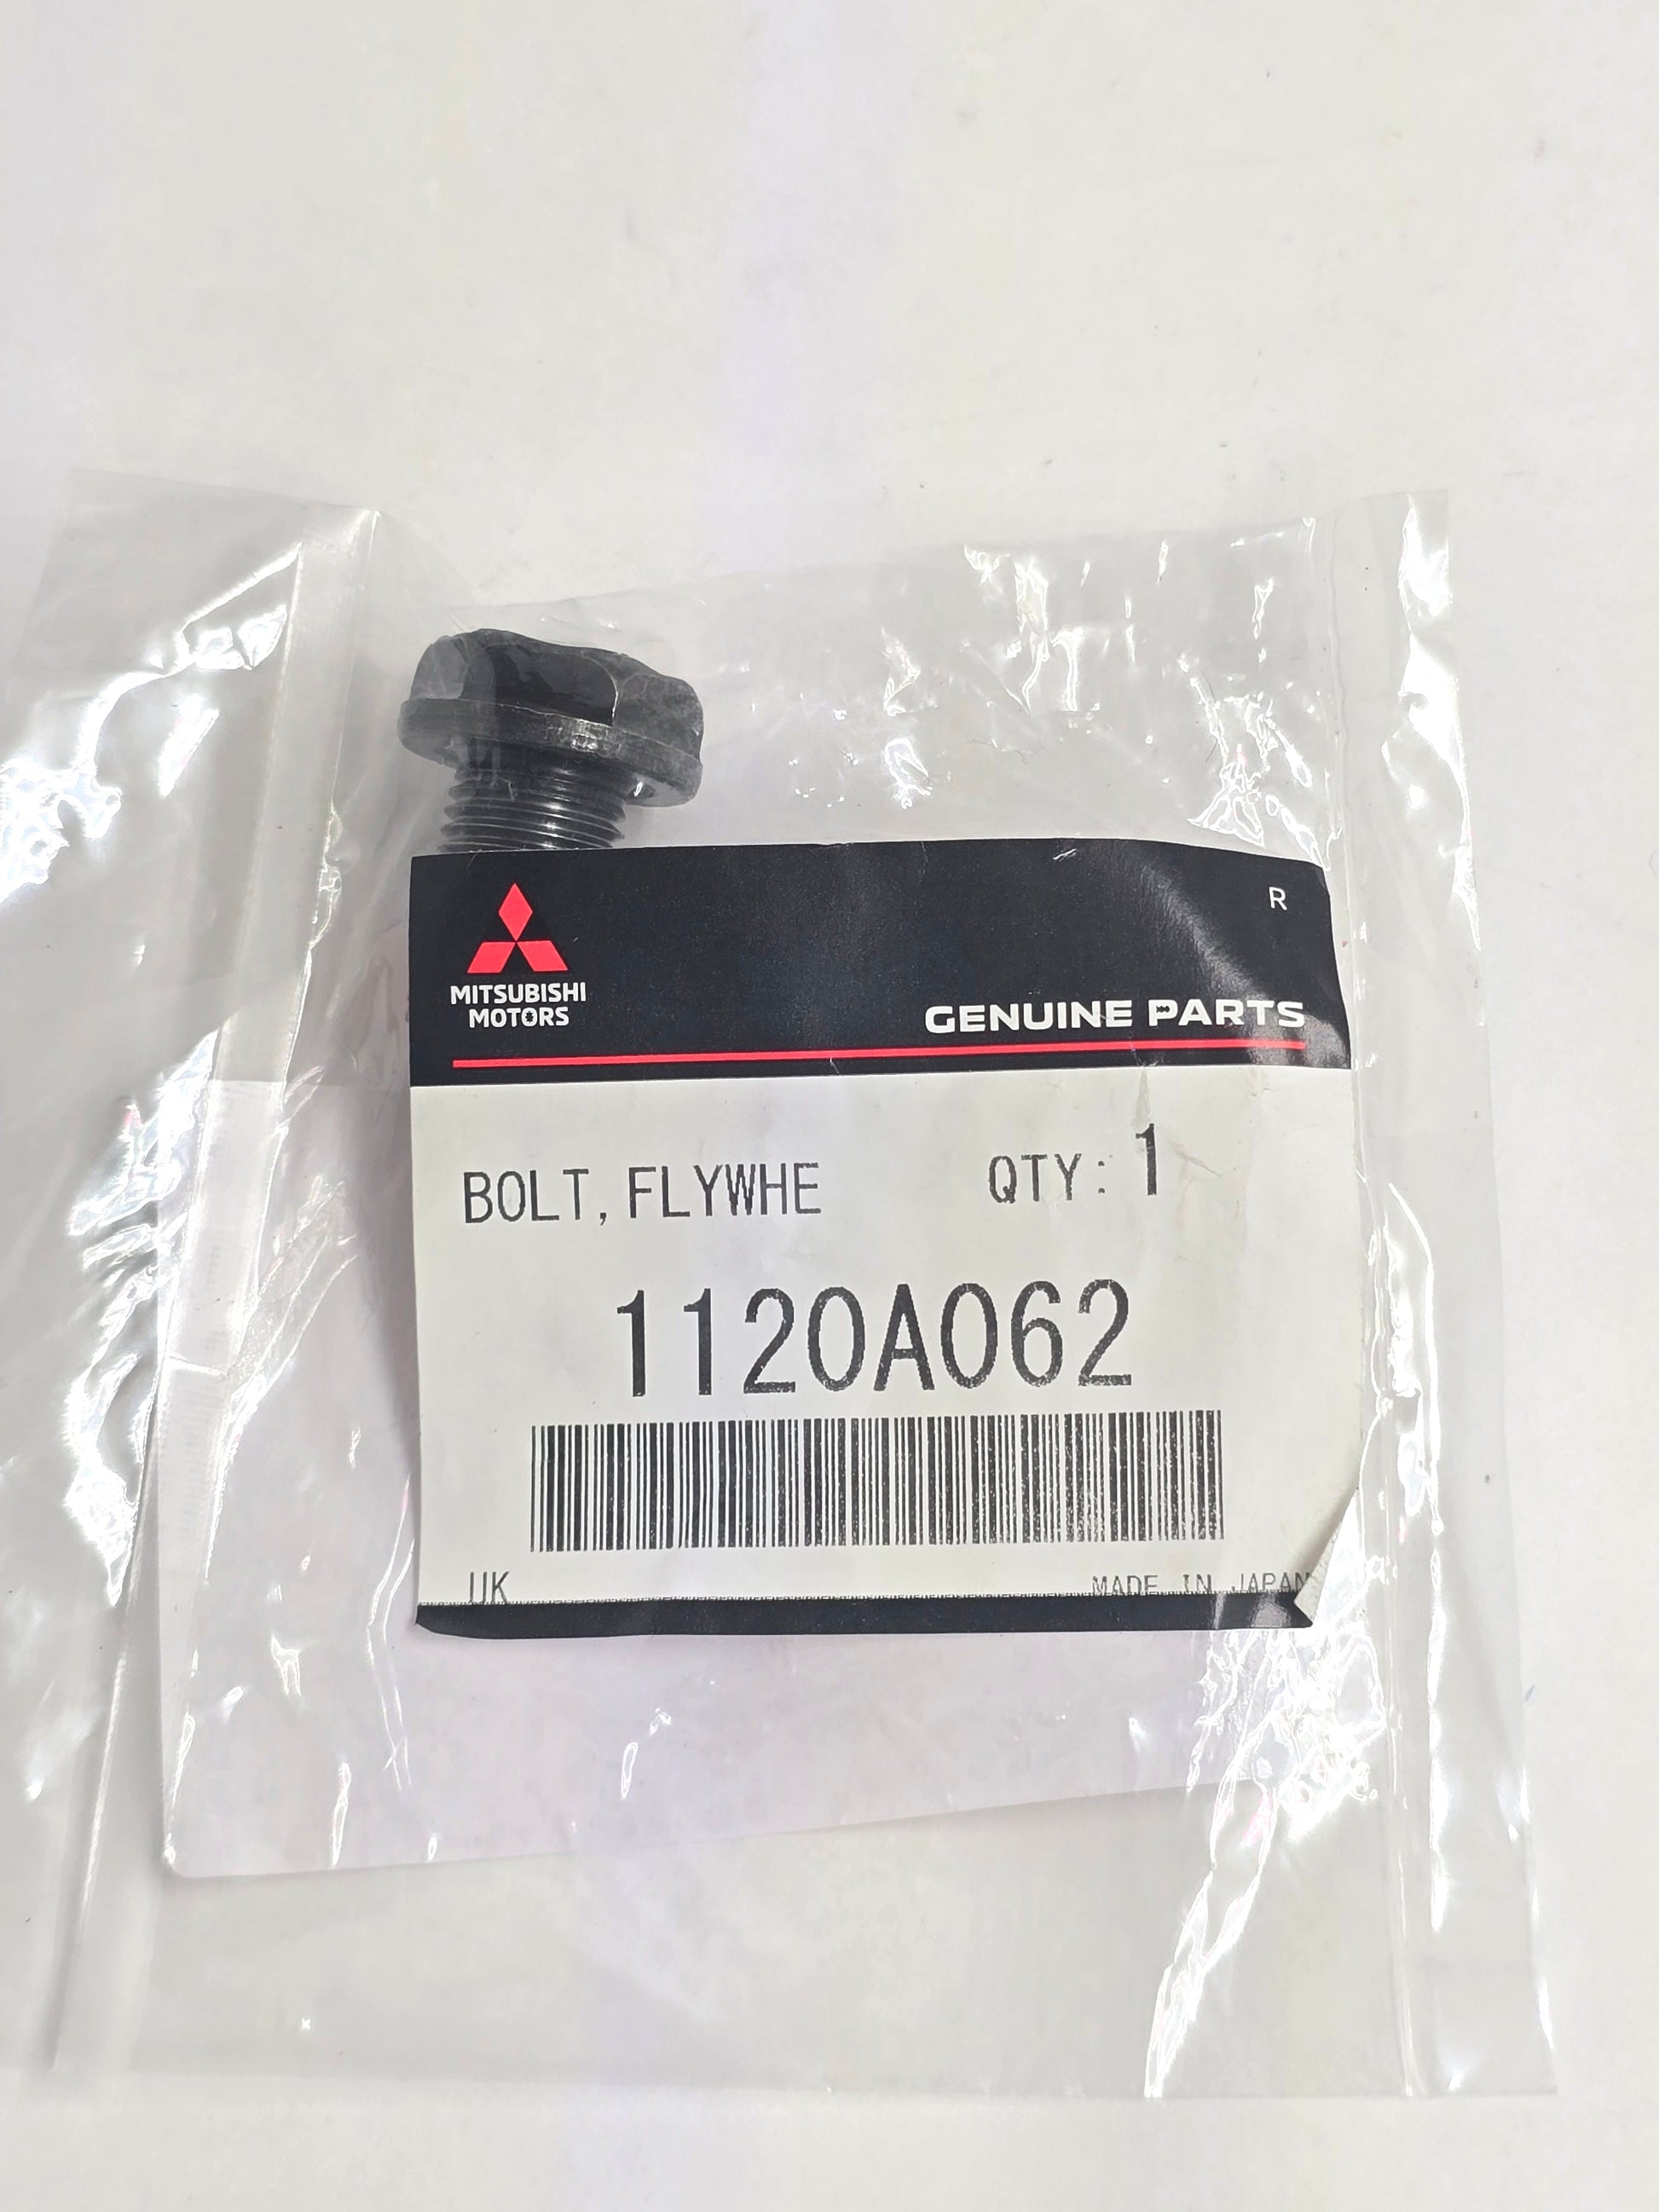 R
MITSUBISHI
MOTORS
GENUINE PARTS
BOLT, FLYWHE QTY: 1
1120A062
UK MADE IN JAPAN